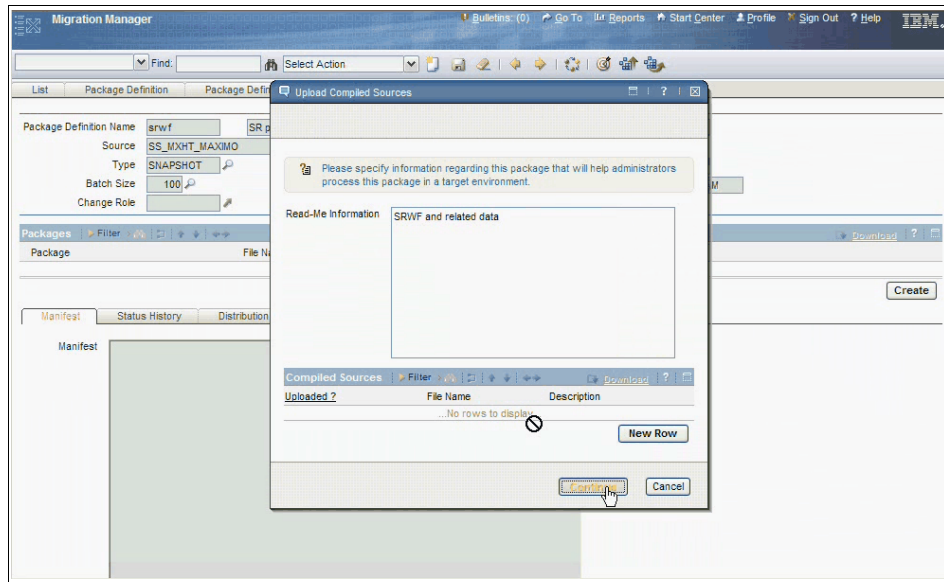 Migration Manager
Bulletins: (0) Go To Reports Start Center Profile Sign Out ? Help IBM.
Find: Select Action
List Package Definition Package Defin
Upload Compiled Sources ?
Package Definition Name srwf SR p
Source SS_MXHT_MAXIMO
Type SNAPSHOT
Batch Size 100 M
Change Role
Please specify information regarding this package that will help administrators
process this package in a target environment.
Read-Me Information SRWF and related data
Packages Filter Download ?
Package File Na
Create
Manifest Status History Distribution
Manifest
Compiled Sources Filter Download ?
Uploaded ? File Name Description
...No rows to display
New Row
Continue Cancel